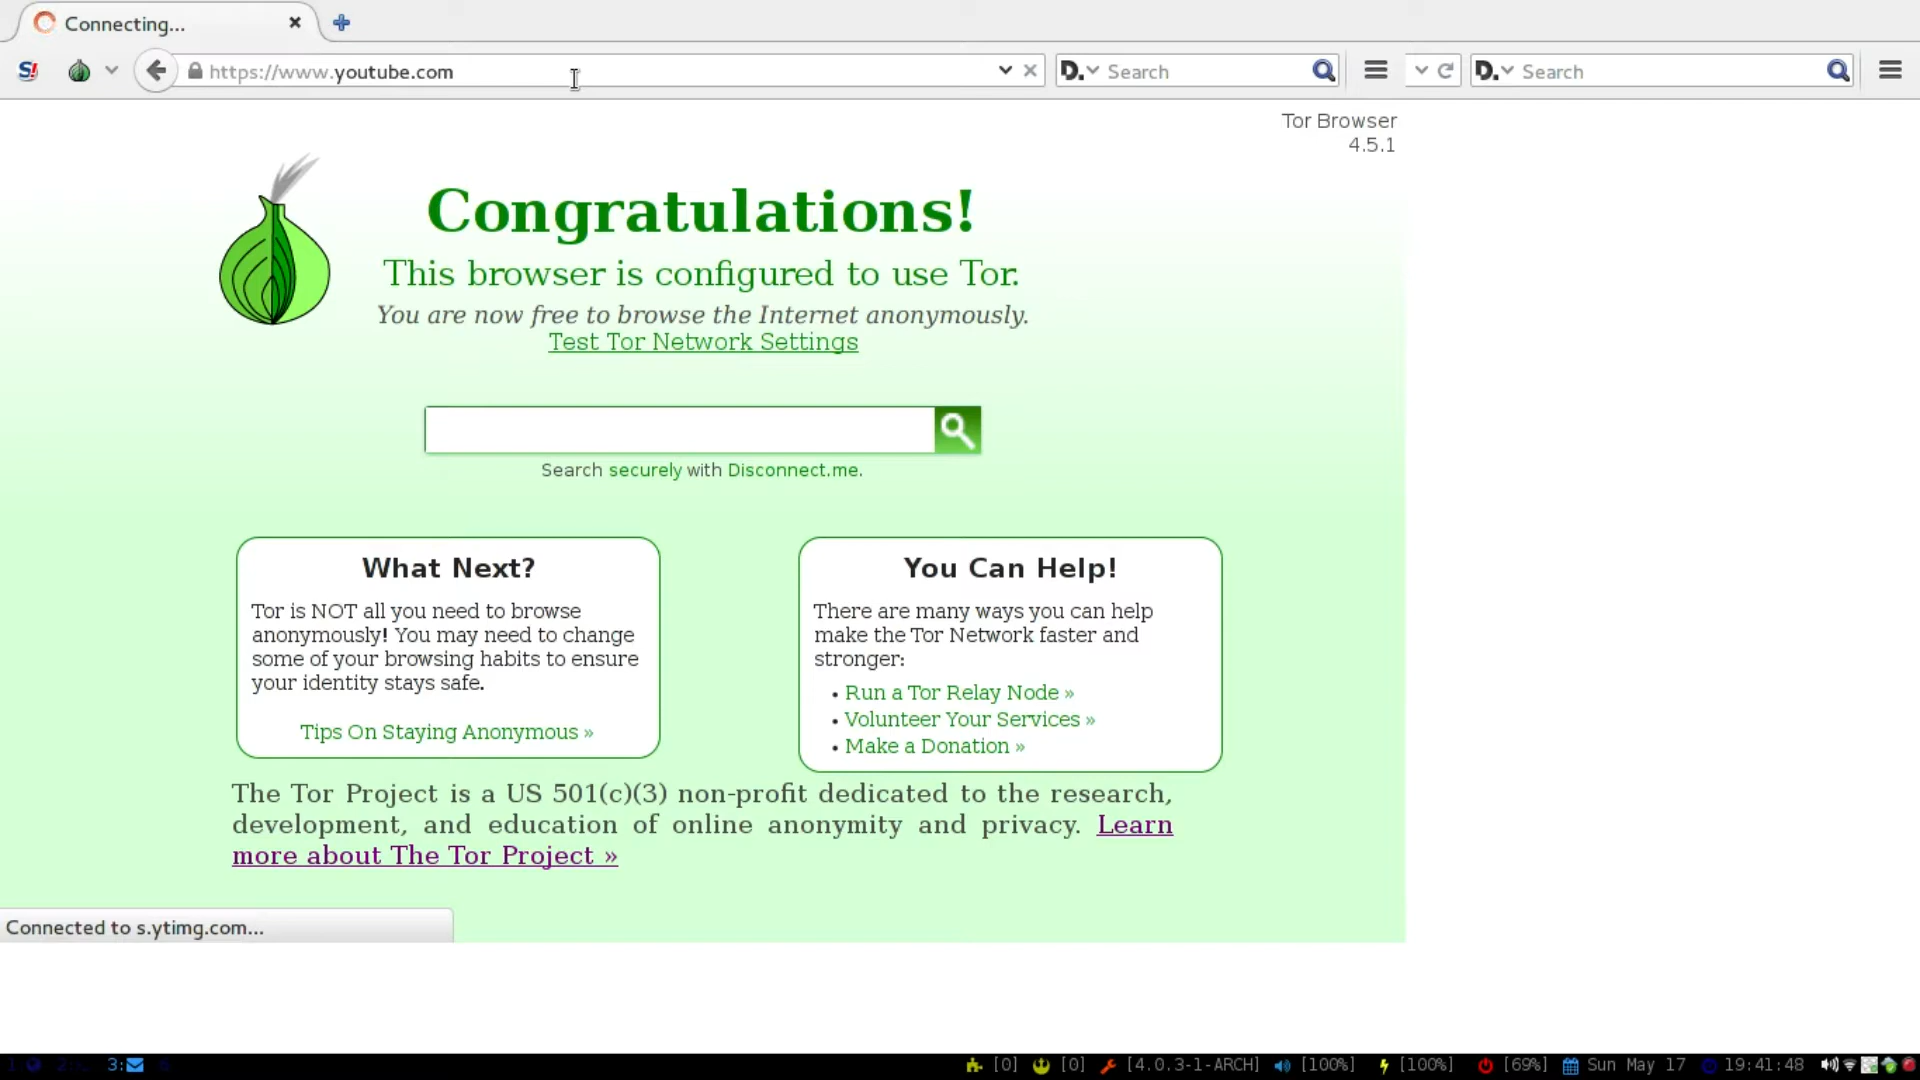 Connecting...
S!
https://www.youtube.com
D. Search
D. Search
Tor Browser
4.5.1
Congratulations!
This browser is configured to use Tor.
You are now free to browse the Internet anonymously.
Test Tor Network Settings
Search securely with Disconnect.me.
What Next?
Tor is NOT all you need to browse
anonymously! You may need to change
some of your browsing habits to ensure
your identity stays safe.
Tips On Staying Anonymous »
You Can Help!
There are many ways you can help
make the Tor Network faster and
stronger:
• Run a Tor Relay Node »
• Volunteer Your Services »
• Make a Donation »
The Tor Project is a US 501(c)(3) non-profit dedicated to the research,
development, and education of online anonymity and privacy. Learn
more about The Tor Project »
Connected to s.ytimg.com...
3: [0] [0] [4.0.3-1-ARCH] [100%] [100%] [69%] Sun May 17 19:41:48